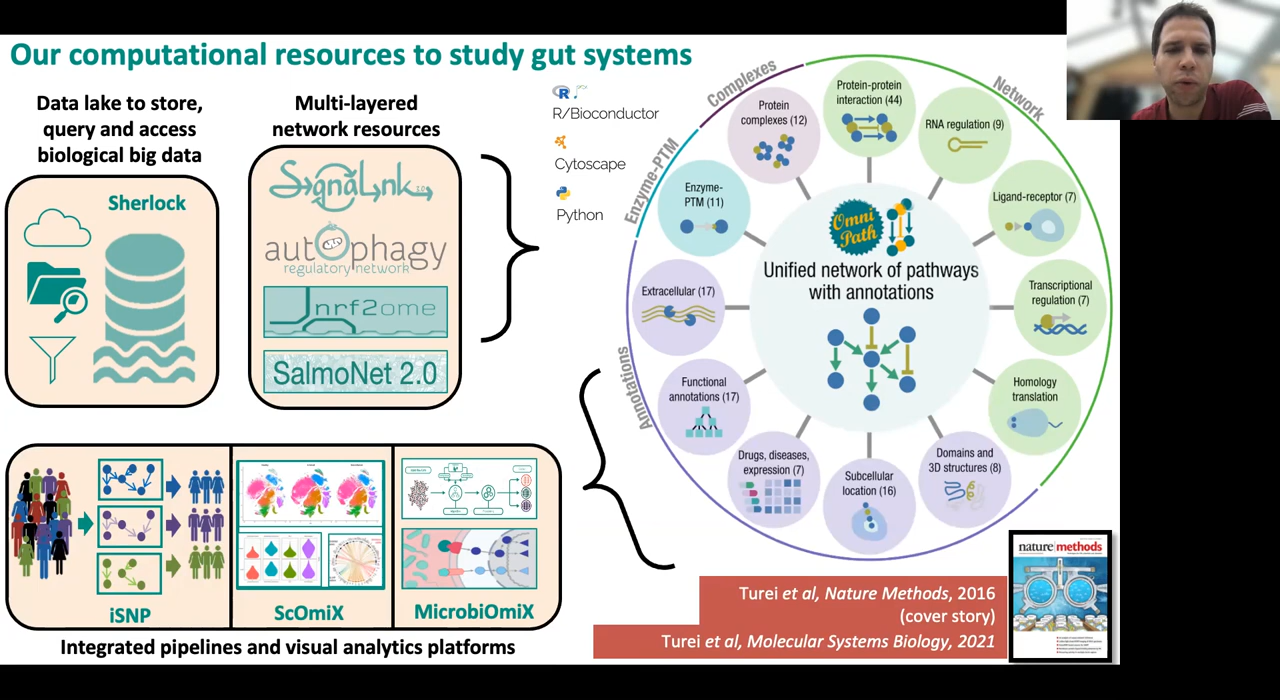 Our computational resources to study gut systems
Data lake to store,
query and access
biological big data
Sherlock
Multi-layered
network resources
SignaLink 3.0
autophagy
regulatory network
nrf2ome
SalmoNet 2.0
R/Bioconductor
Cytoscape
Python
Complexes
Network
Enzyme-PTM
Annotations
Protein-protein
interaction (44)
RNA regulation (9)
Ligand-receptor (7)
Transcriptional
regulation (7)
Homology
translation
Domains and
3D structures (8)
Subcellular
location (16)
Drugs, diseases,
expression (7)
Functional
annotations (17)
Extracellular (17)
Enzyme-
PTM (11)
Protein
complexes (12)
Omni
Path
Unified network of pathways
with annotations
iSNP
ScOmiX
MicrobiOmiX
Integrated pipelines and visual analytics platforms
Turei et al, Nature Methods, 2016
(cover story)
Turei et al, Molecular Systems Biology, 2021
nature methods